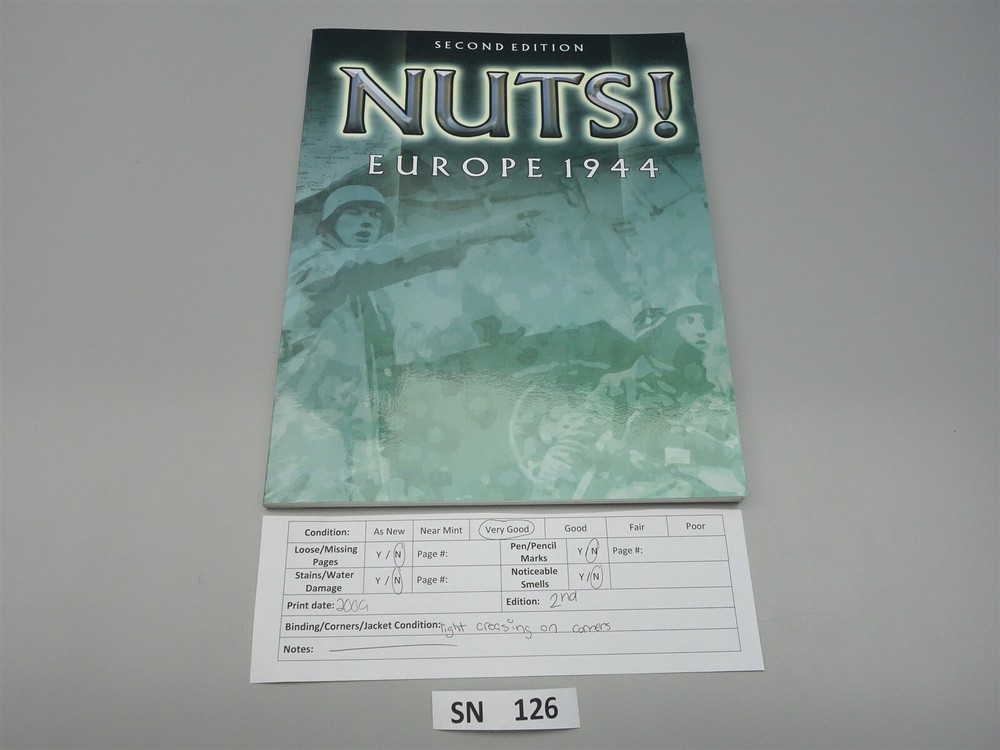 SECOND EDITION
NUTS!
EUROPE 1944
Condition: As New Near Mint Very Good Good Fair Poor
Loose/Missing Pages Y / N Page #: Pen/Pencil Marks Y / N Page #:
Stains/Water Damage Y / N Page #: Noticeable Smells Y / N
Print date: 2009 Edition: 2nd
Binding/Corners/Jacket Condition: light creasing on corners
Notes:
SN 126